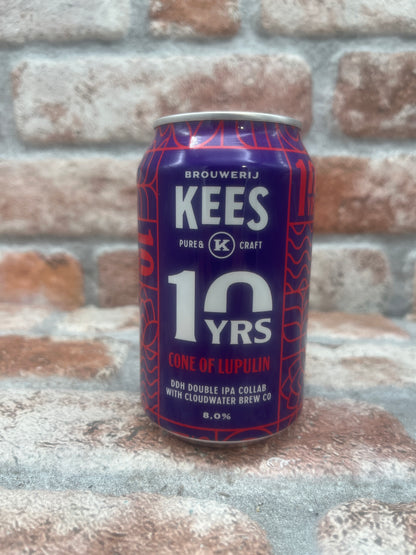 BROUWERIJ
KEES
PURE & K CRAFT
10
YRS
CONE OF LUPULIN
DDH DOUBLE IPA COLLAB
WITH CLOUDWATER BREW CO
8.0%
10